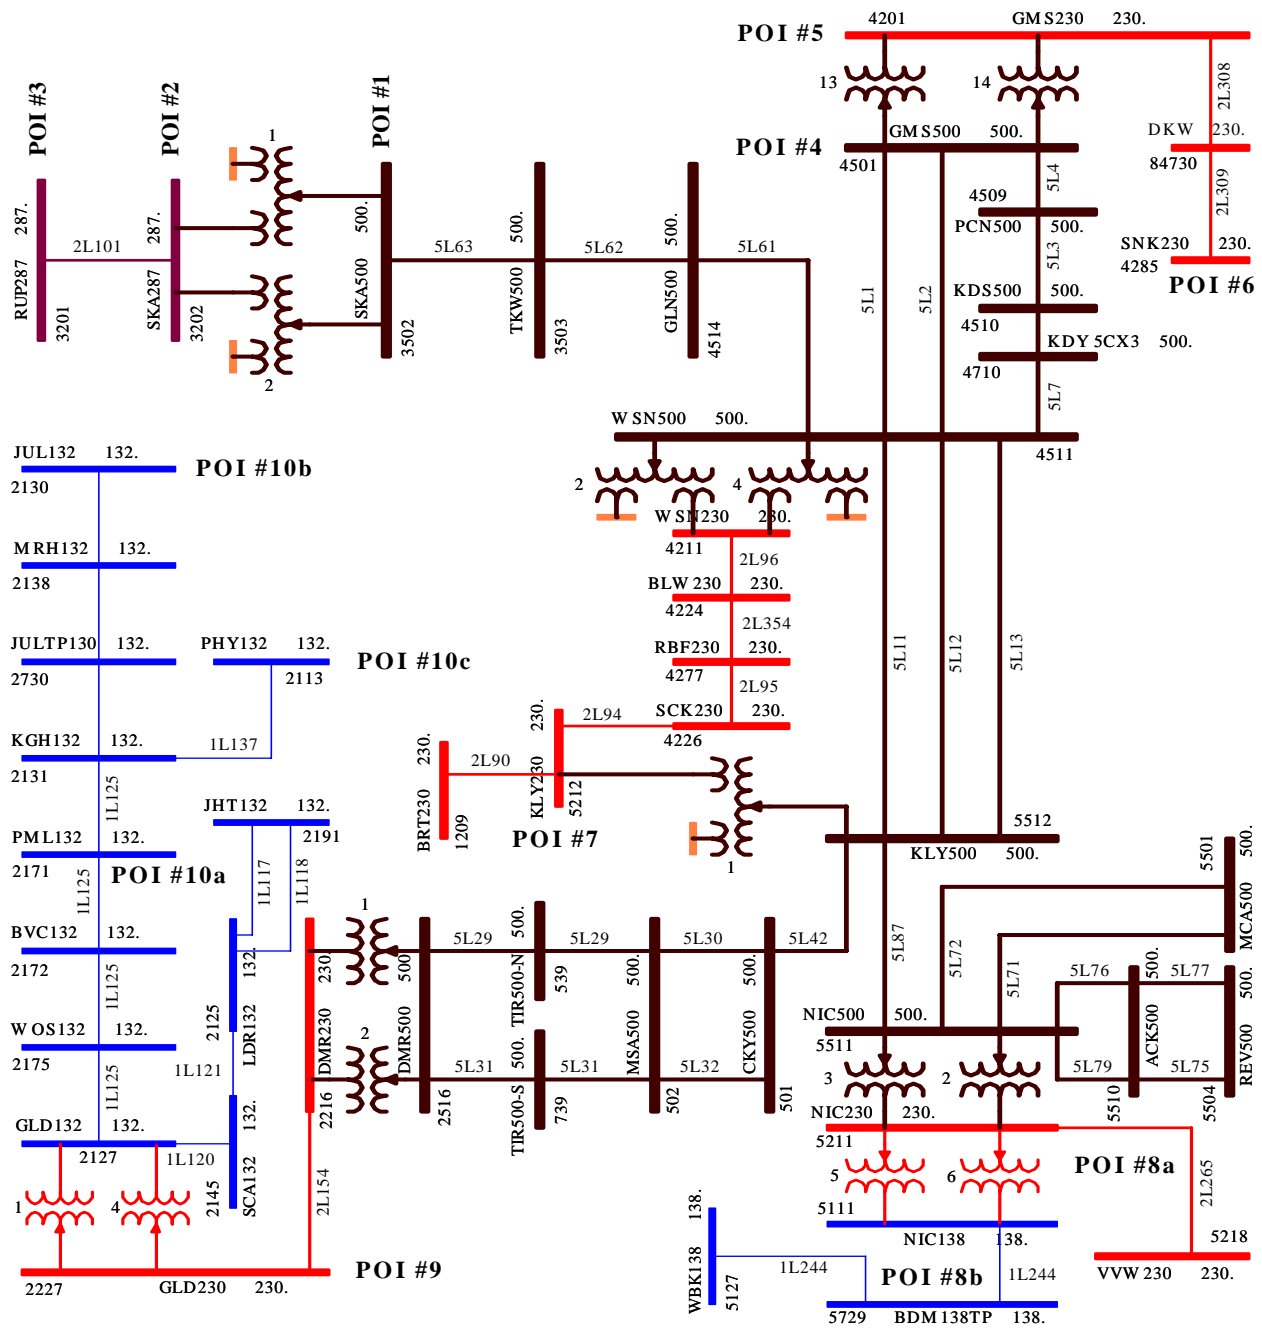 4201 GMS230 230.
POI #5
13
14
2L308
GMS500 500.
POI #4
4501
DKW 230.
84730
5L4
4509
PCN500 500.
2L309
SNK230 230.
4285
POI #6
5L3
KDS500 500.
4510
KDY 5CX3 500.
4710
5L7
5L1
5L2
POI #3
POI #2
POI #1
1
RUP287 287.
3201
2L101
SKA287 287.
3202
2
SKA500 500.
3502
5L63
TKW500 500.
3503
5L62
GLN500 500.
4514
5L61
WSN500 500.
4511
2
4
WSN230 230.
4211
2L96
BLW230 230.
4224
2L354
RBF230 230.
4277
2L95
SCK230 230.
4226
2L94
5L11
5L12
5L13
JUL132 132.
2130
POI #10b
MRH132 132.
2138
JULTP130 132.
2730
PHY132 132.
2113
POI #10c
KGH132 132.
2131
1L137
1L125
JHT132 132.
2191
PML132 132.
2171
POI #10a
1L117
1L118
1L125
BVC132 132.
2172
1L125
WOS132 132.
2175
1L125
LDR132 132.
2125
1L121
GLD132 132.
2127
1L120
SCA132 132.
2145
1
4
2227
GLD230 230.
POI #9
2L154
DMR230 230.
2216
1
2
DMR500 500
2516
5L29
5L31
TIR500-N 500.
539
TIR500-S 500.
739
5L29
5L31
MSA500 500.
502
5L30
5L32
CKY500 500.
501
5L42
BRT230 230.
1209
2L90
KLY230 230.
5212
POI #7
1
5512
KLY500 500.
5L87
5L72
5L71
5501
MCA500 500.
NIC500 500.
5511
5L76
5L79
ACK500 500.
5510
5L77
5L75
REV500 500.
5504
3
2
NIC230 230.
5211
POI #8a
5
6
2L265
5111
NIC138 138.
5218
VVW230 230.
WBK138 138.
5127
1L244
POI #8b
1L244
5729 BDM138TP 138.